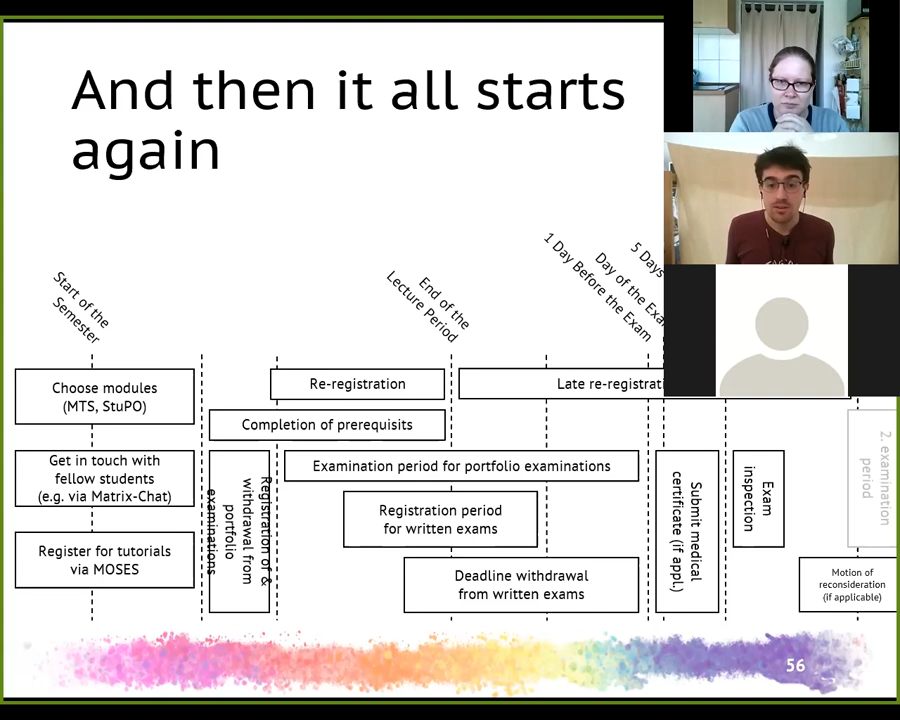 And then it all starts
again
Start of the
Semester
End of the
Lecture Period
1 Day Before the Exam
Day of the Exa
5 Days
Choose modules
(MTS, StuPO)
Re-registration
Late re-registrati
Completion of prerequisits
Get in touch with
fellow students
(e.g. via Matrix-Chat)
Registration of &
withdrawal from
portfolio
examinations
Examination period for portfolio examinations
Registration period
for written exams
Submit medical
certificate (if appl.)
Exam
inspection
2. examination
period
Register for tutorials
via MOSES
Deadline withdrawal
from written exams
Motion of
reconsideration
(if applicable)
56